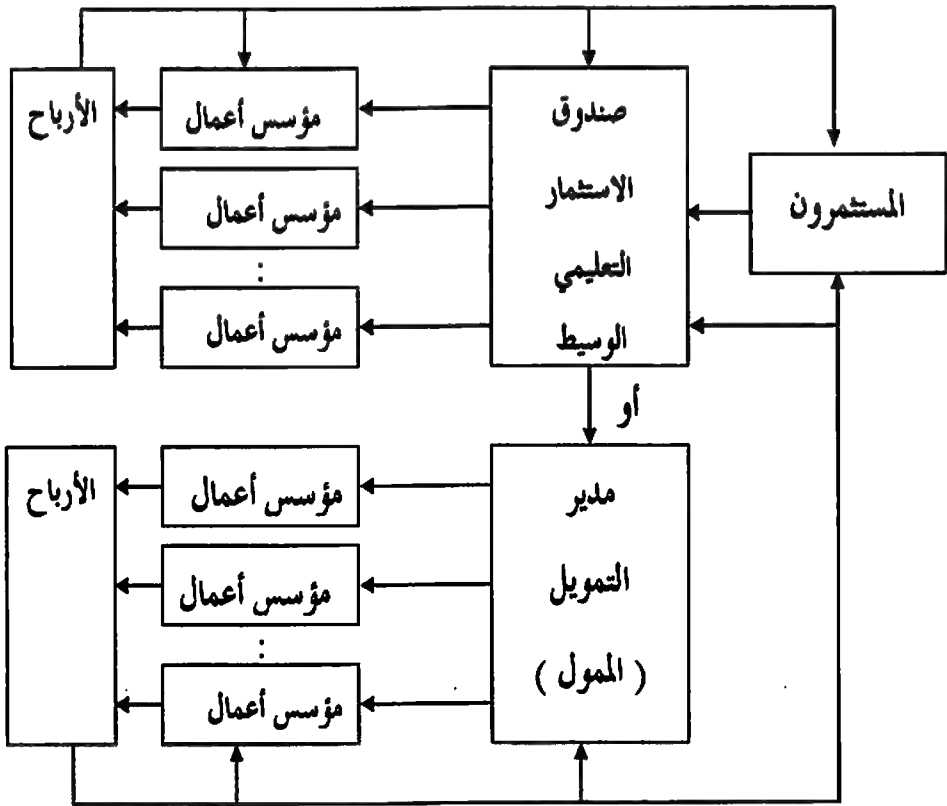 المستثمرون
صندوق
الاستثمار
التعليمي
الوسيط
مؤسس أعمال
مؤسس أعمال
:
مؤسس أعمال
الأرباح
أو
مدير
التمويل
( الممول )
مؤسس أعمال
مؤسس أعمال
:
مؤسس أعمال
الأرباح